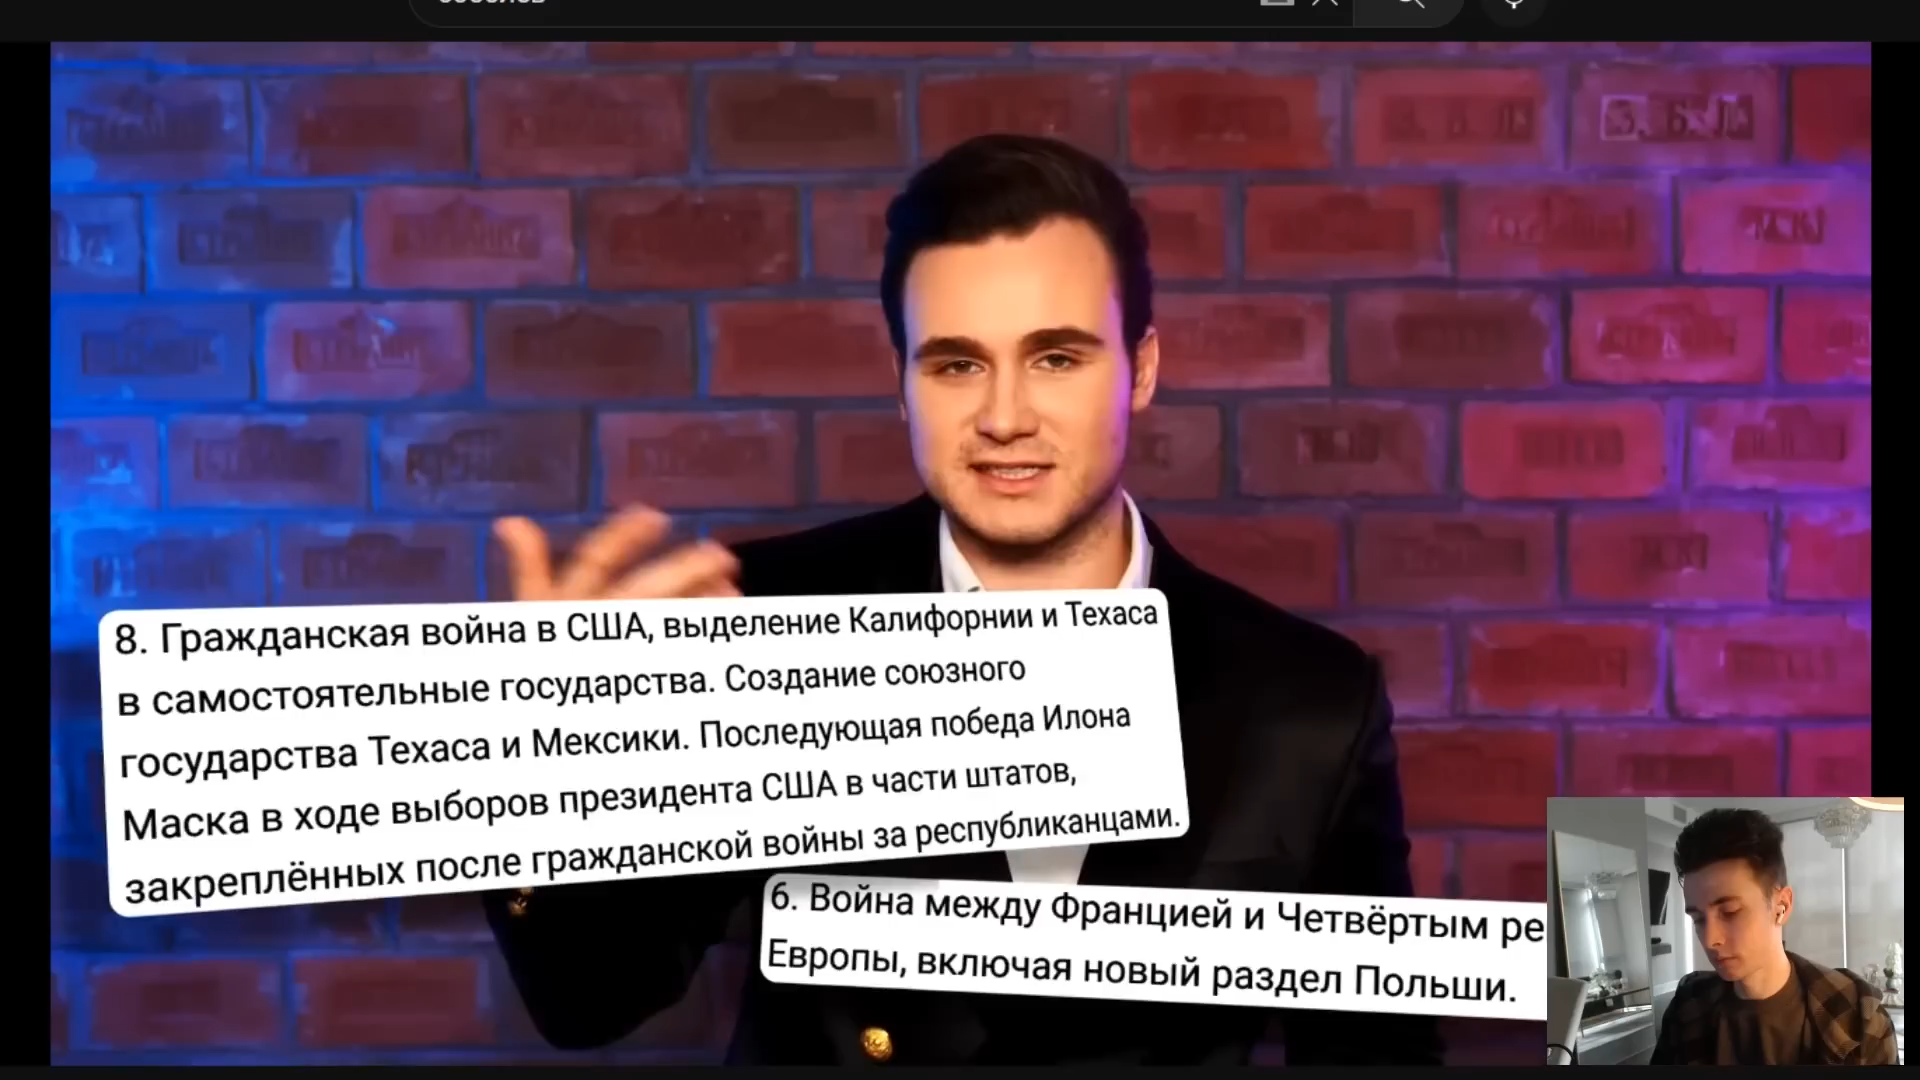 8. Гражданская война в США, выделение Калифорнии и Техаса
в самостоятельные государства. Создание союзного
государства Техаса и Мексики. Последующая победа Илона
Маска в ходе выборов президента США в части штатов,
закреплённых после гражданской войны за республиканцами.
6. Война между Францией и Четвёртым ре
Европы, включая новый раздел Польши.